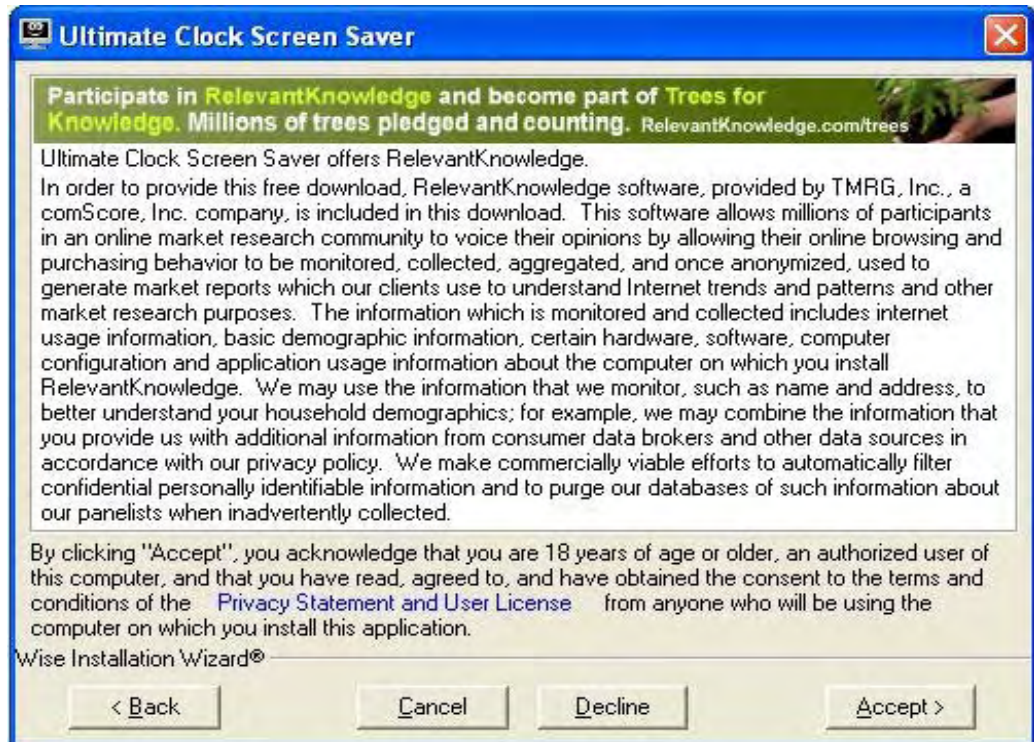 Ultimate Clock Screen Saver
Participate in RelevantKnowledge and become part of Trees for
Knowledge. Millions of trees pledged and counting. RelevantKnowledge.com/trees
Ultimate Clock Screen Saver offers RelevantKnowledge.
In order to provide this free download, RelevantKnowledge software, provided by TMRG, Inc., a
comScore, Inc. company, is included in this download. This software allows millions of participants
in an online market research community to voice their opinions by allowing their online browsing and
purchasing behavior to be monitored, collected, aggregated, and once anonymized, used to
generate market reports which our clients use to understand Internet trends and patterns and other
market research purposes. The information which is monitored and collected includes internet
usage information, basic demographic information, certain hardware, software, computer
configuration and application usage information about the computer on which you install
RelevantKnowledge. We may use the information that we monitor, such as name and address, to
better understand your household demographics; for example, we may combine the information that
you provide us with additional information from consumer data brokers and other data sources in
accordance with our privacy policy. We make commercially viable efforts to automatically filter
confidential personally identifiable information and to purge our databases of such information about
our panelists when inadvertently collected.
By clicking "Accept", you acknowledge that you are 18 years of age or older, an authorized user of
this computer, and that you have read, agreed to, and have obtained the consent to the terms and
conditions of the Privacy Statement and User License from anyone who will be using the
computer on which you install this application.
Wise Installation Wizard®
< Back Cancel Decline Accept >